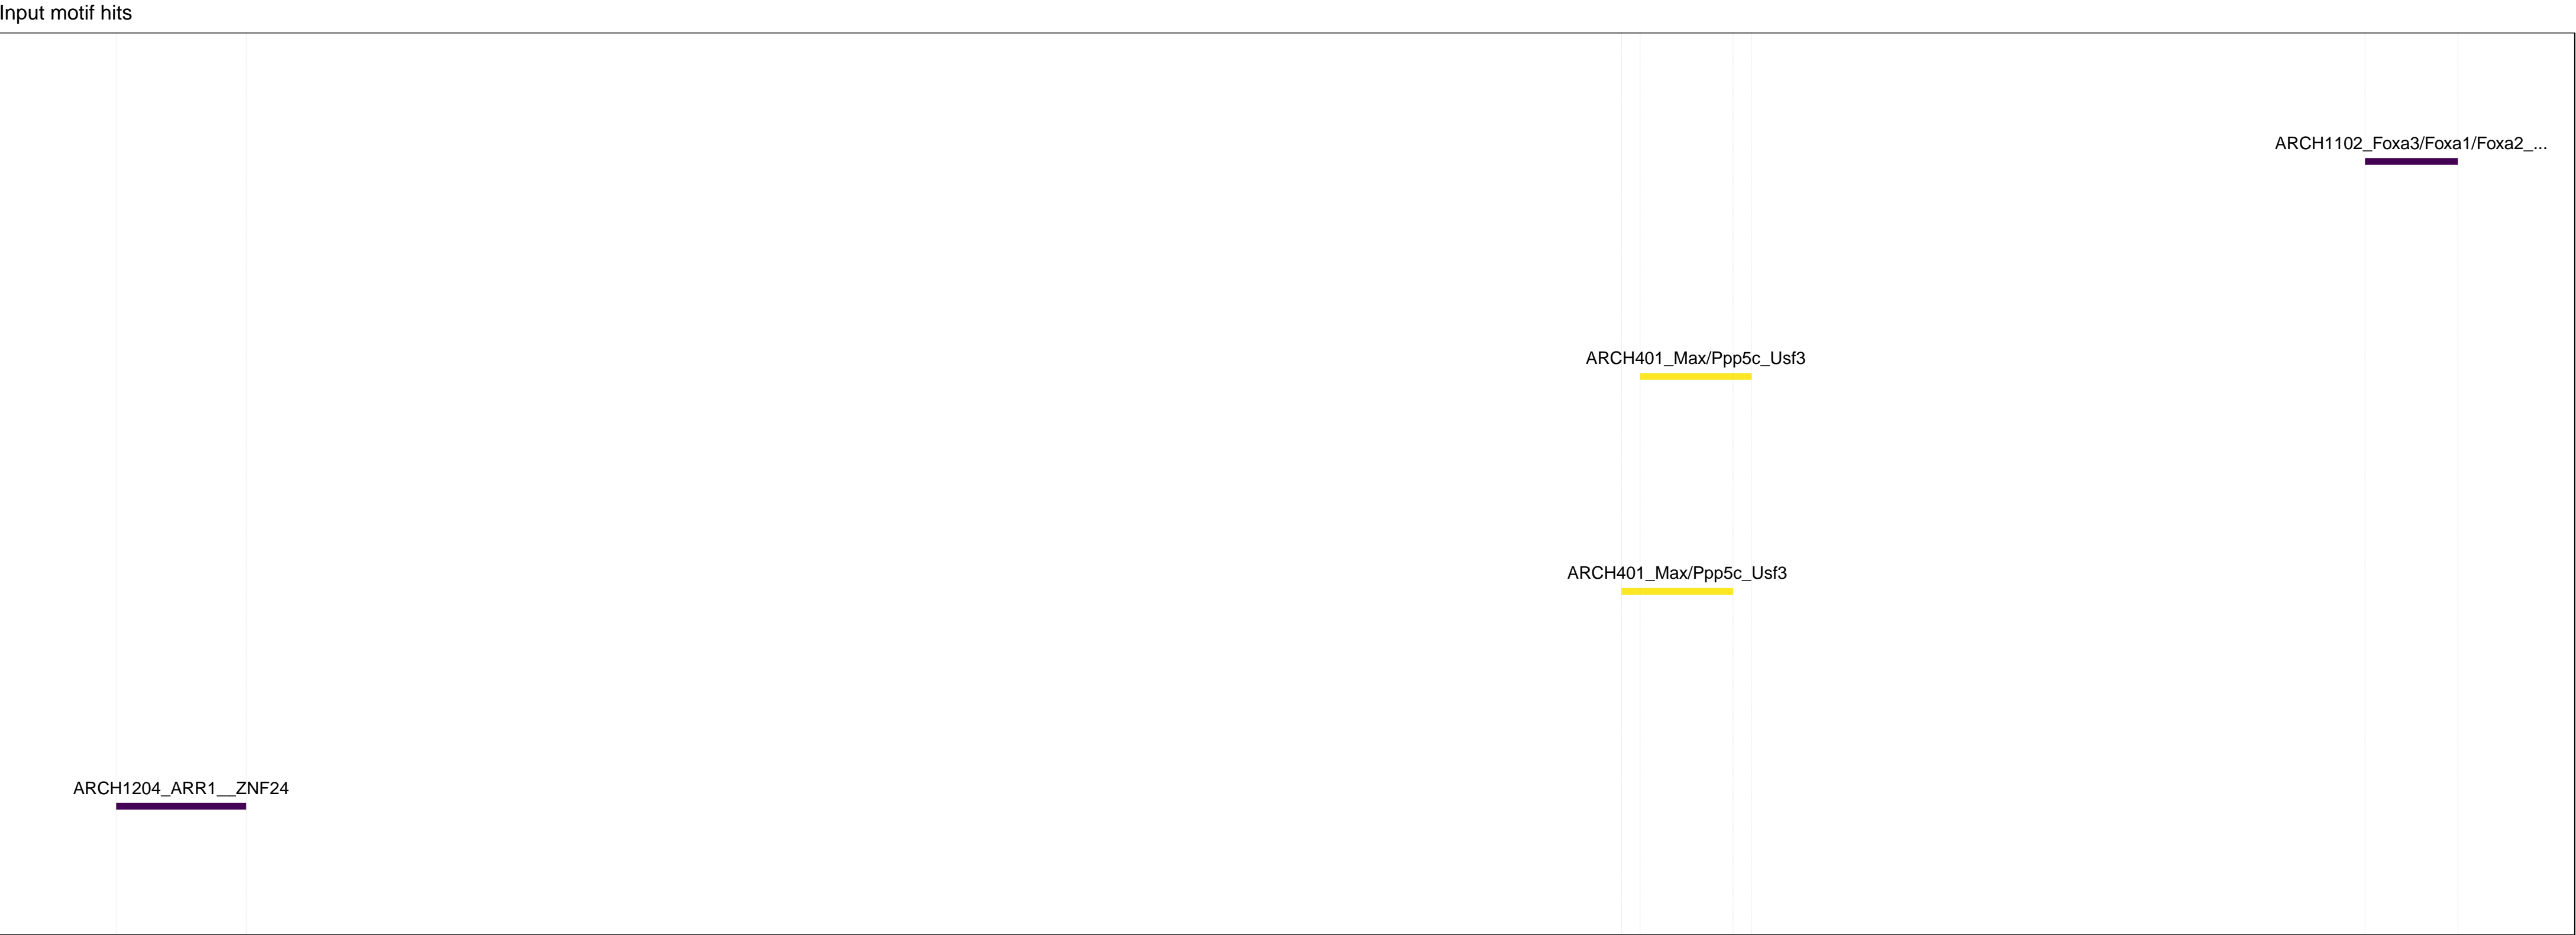 Input motif hits
ARCH1102_Foxa3/Foxa1/Foxa2_...
ARCH401_Max/Ppp5c_Usf3
ARCH401_Max/Ppp5c_Usf3
ARCH1204_ARR1__ZNF24